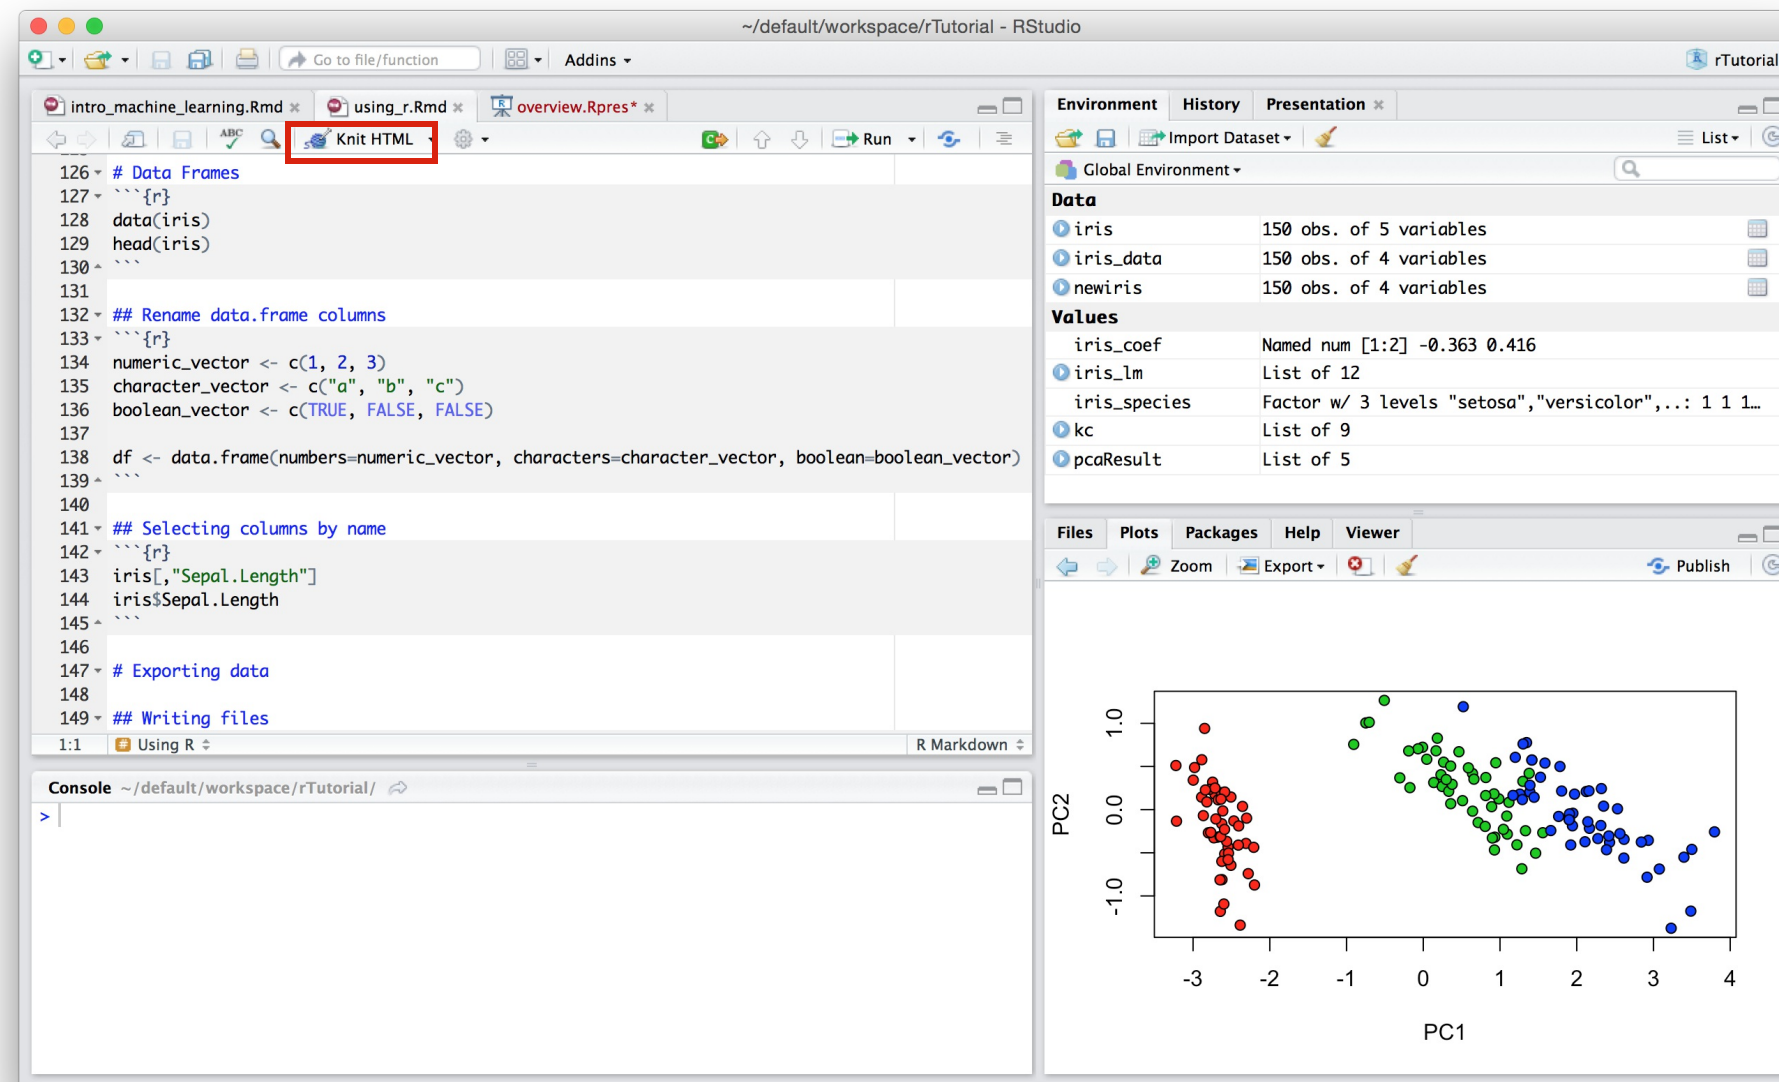 ~/default/workspace/rTutorial - RStudio
Go to file/function
Addins
rTutorial
intro_machine_learning.Rmd
using_r.Rmd
overview.Rpres*
ABC
Knit HTML
Run
126 # Data Frames
127 ```{r}
128 data(iris)
129 head(iris)
130 ```
131
132 ## Rename data.frame columns
133 ```{r}
134 numeric_vector <- c(1, 2, 3)
135 character_vector <- c("a", "b", "c")
136 boolean_vector <- c(TRUE, FALSE, FALSE)
137
138 df <- data.frame(numbers=numeric_vector, characters=character_vector, boolean=boolean_vector)
139 ```
140
141 ## Selecting columns by name
142 ```{r}
143 iris[,"Sepal.Length"]
144 iris$Sepal.Length
145 ```
146
147 # Exporting data
148
149 ## Writing files
1:1 # Using R R Markdown
Console ~/default/workspace/rTutorial/
>
Environment History Presentation
Import Dataset List
Global Environment
Data
iris 150 obs. of 5 variables
iris_data 150 obs. of 4 variables
newiris 150 obs. of 4 variables
Values
iris_coef Named num [1:2] -0.363 0.416
iris_lm List of 12
iris_species Factor w/ 3 levels "setosa","versicolor",..: 1 1 1…
kc List of 9
pcaResult List of 5
Files Plots Packages Help Viewer
Zoom Export Publish
PC2
1.0
0.0
-1.0
-3 -2 -1 0 1 2 3 4
PC1